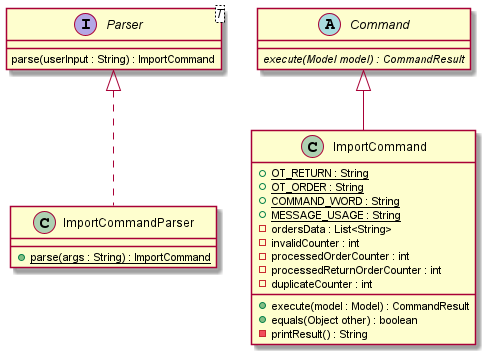 I Parser
T
parse(userInput : String) : ImportCommand
C ImportCommandParser
parse(args : String) : ImportCommand
A Command
execute(Model model) : CommandResult
C ImportCommand
OT_RETURN : String
OT_ORDER : String
COMMAND_WORD : String
MESSAGE_USAGE : String
ordersData : List<String>
invalidCounter : int
processedOrderCounter : int
processedReturnOrderCounter : int
duplicateCounter : int
execute(model : Model) : CommandResult
equals(Object other) : boolean
printResult() : String